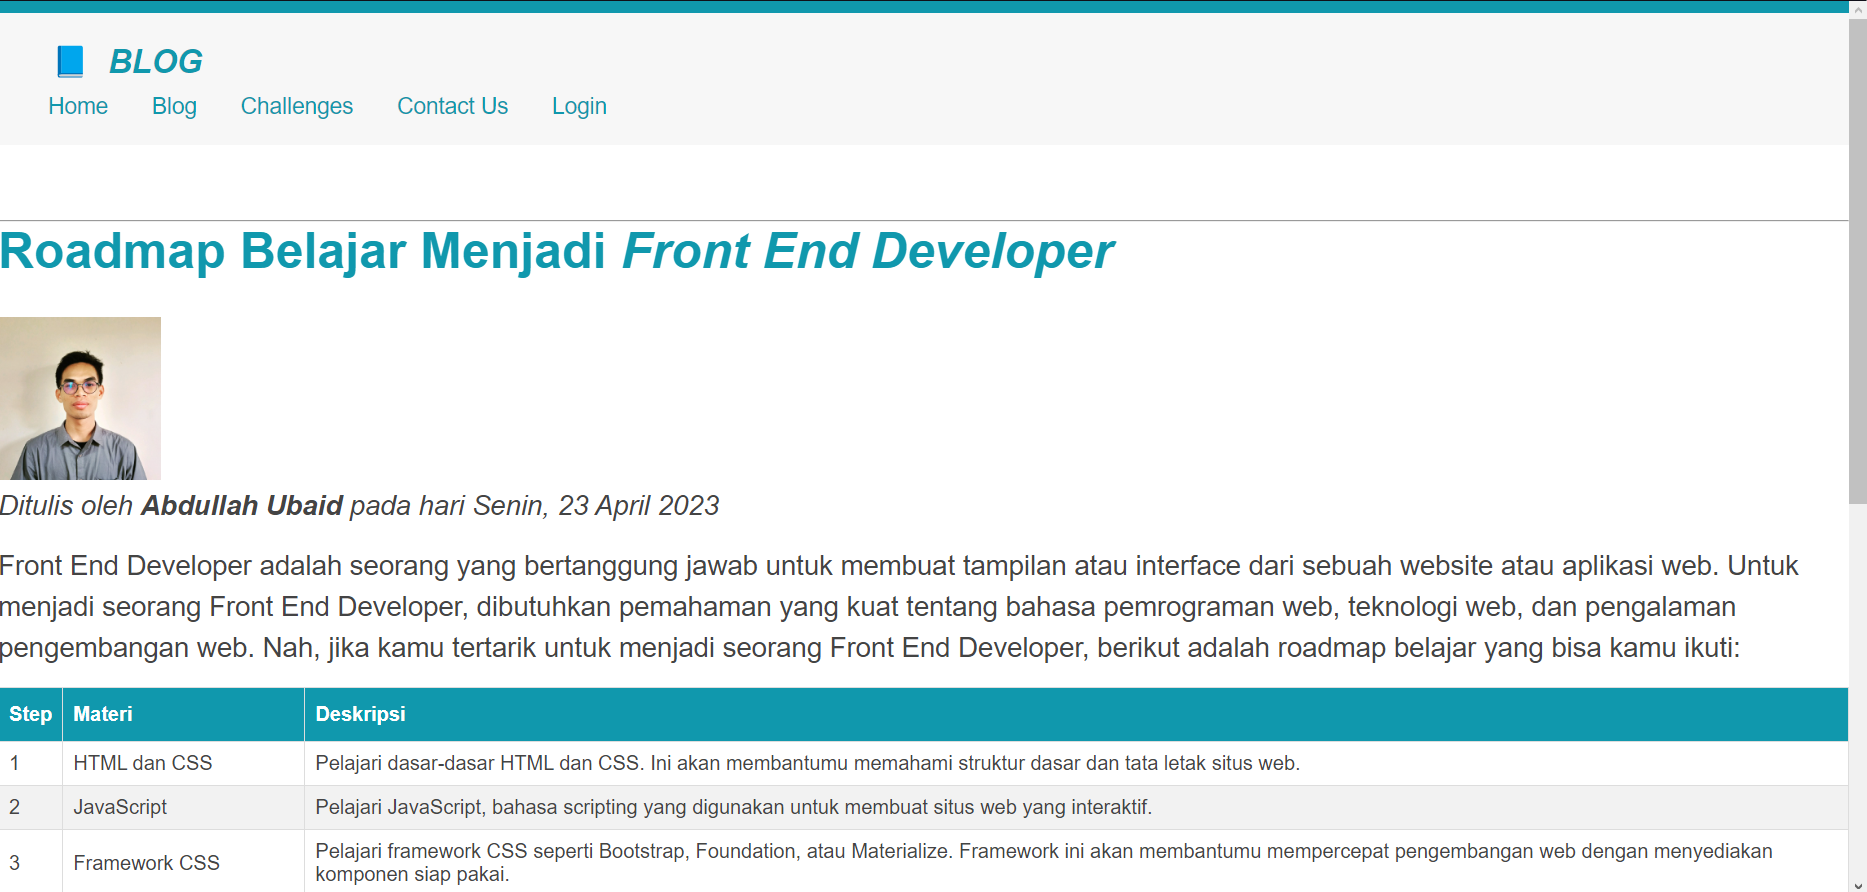 BLOG
Home Blog Challenges Contact Us Login
Roadmap Belajar Menjadi Front End Developer
Ditulis oleh Abdullah Ubaid pada hari Senin, 23 April 2023
Front End Developer adalah seorang yang bertanggung jawab untuk membuat tampilan atau interface dari sebuah website atau aplikasi web. Untuk
menjadi seorang Front End Developer, dibutuhkan pemahaman yang kuat tentang bahasa pemrograman web, teknologi web, dan pengalaman
pengembangan web. Nah, jika kamu tertarik untuk menjadi seorang Front End Developer, berikut adalah roadmap belajar yang bisa kamu ikuti:
Step Materi Deskripsi
1 HTML dan CSS Pelajari dasar-dasar HTML dan CSS. Ini akan membantumu memahami struktur dasar dan tata letak situs web.
2 JavaScript Pelajari JavaScript, bahasa scripting yang digunakan untuk membuat situs web yang interaktif.
3 Framework CSS Pelajari framework CSS seperti Bootstrap, Foundation, atau Materialize. Framework ini akan membantumu mempercepat pengembangan web dengan menyediakan
komponen siap pakai.